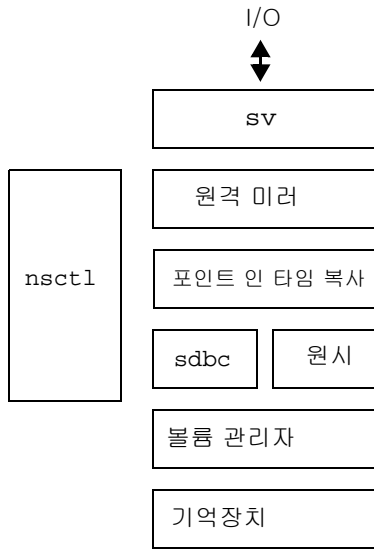 I/O
sv
원격 미러
nsctl
포인트 인 타임 복사
sdbc
원시
볼륨 관리자
기억장치